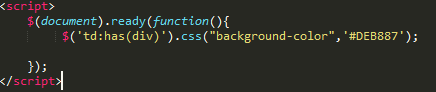 <script>
$(document).ready(function(){
$('td:has(div)').css("background-color",'#DEB887');
});
</script>